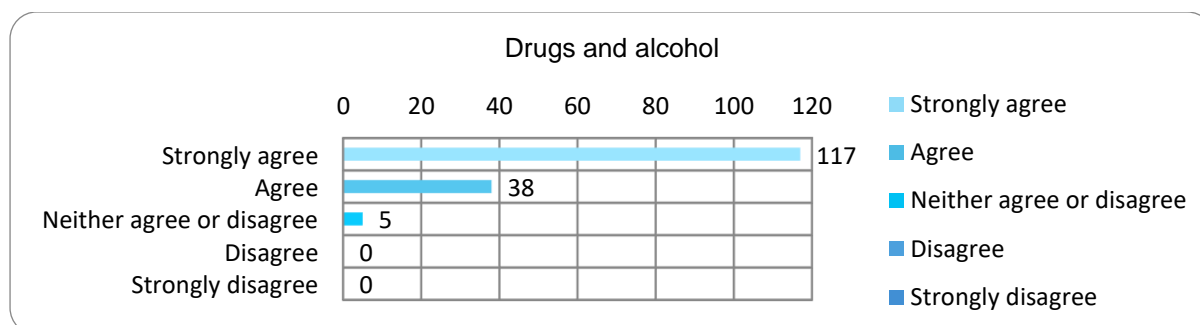 Drugs and alcohol
0 20 40 60 80 100 120
Strongly agree 117
Agree 38
Neither agree or disagree 5
Disagree 0
Strongly disagree 0
Strongly agree
Agree
Neither agree or disagree
Disagree
Strongly disagree